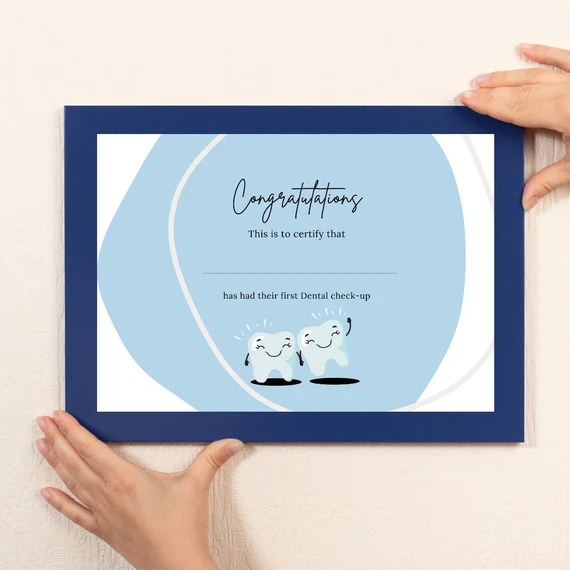 Congratulations
This is to certify that
has had their first Dental check-up